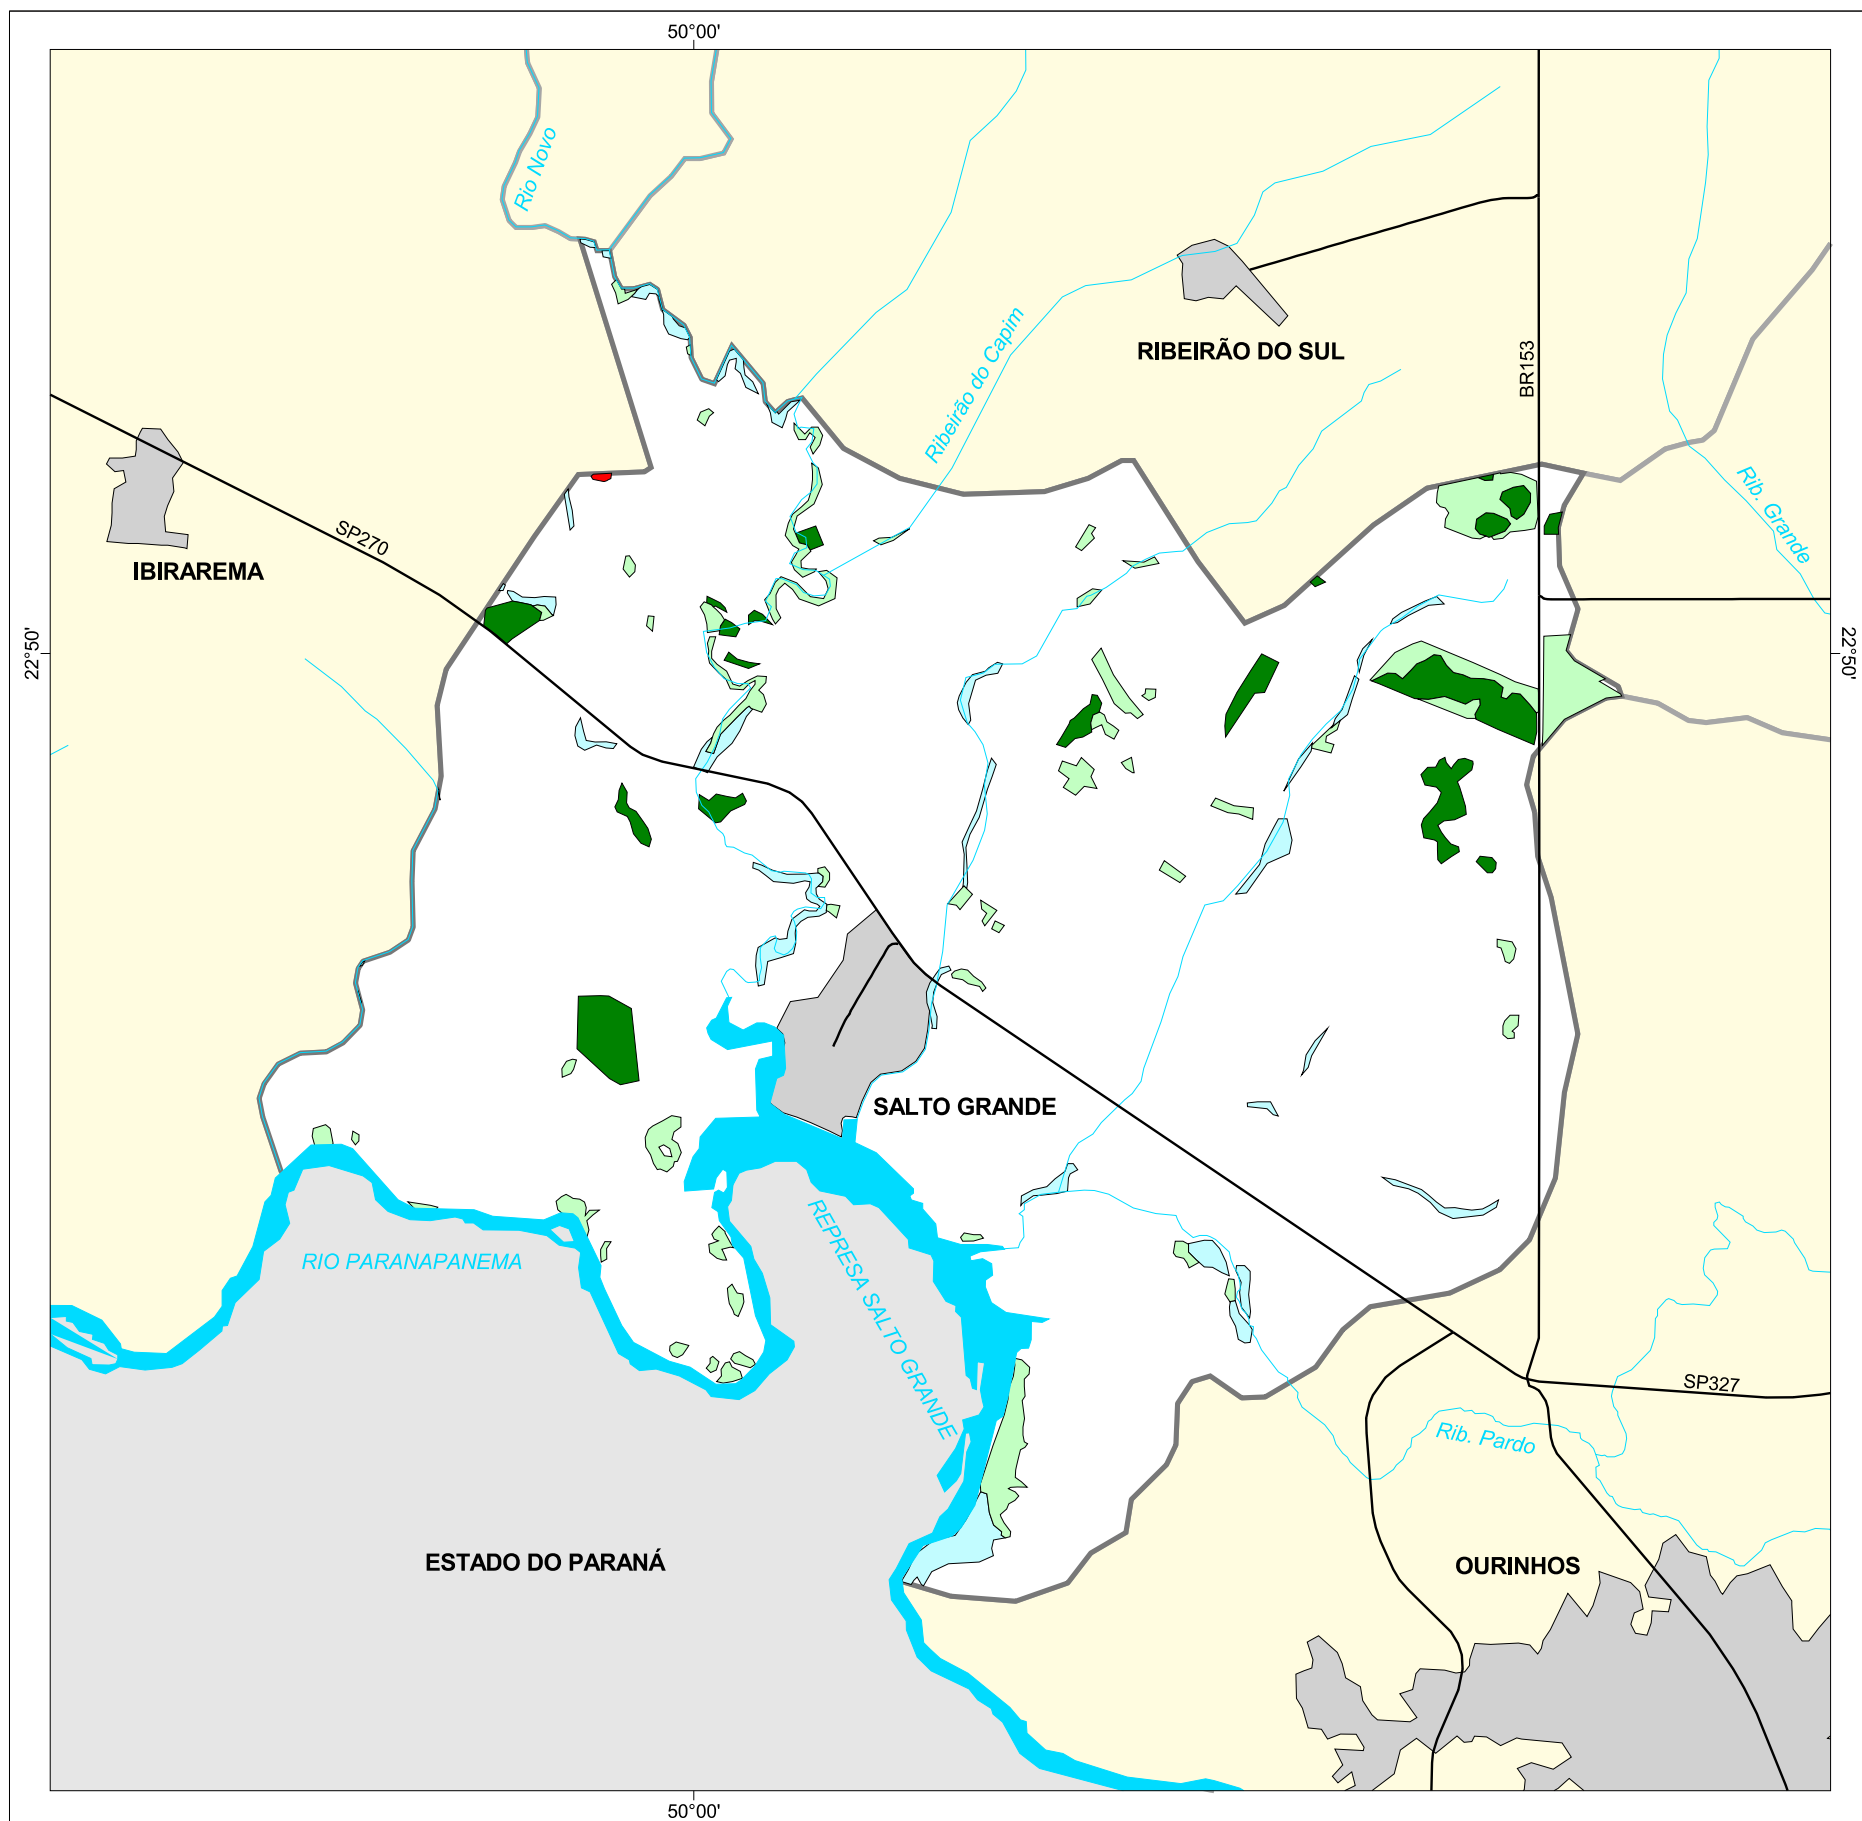 50°00'
Rio Novo
Ribeirão do Capim
RIBEIRÃO DO SUL
BR153
Rib. Grande
SP270
IBIRAREMA
22°50'
22°50'
SALTO GRANDE
RIO PARANAPANEMA
REPRESA SALTO GRANDE
SP327
Rib. Pardo
ESTADO DO PARANÁ
OURINHOS
50°00'